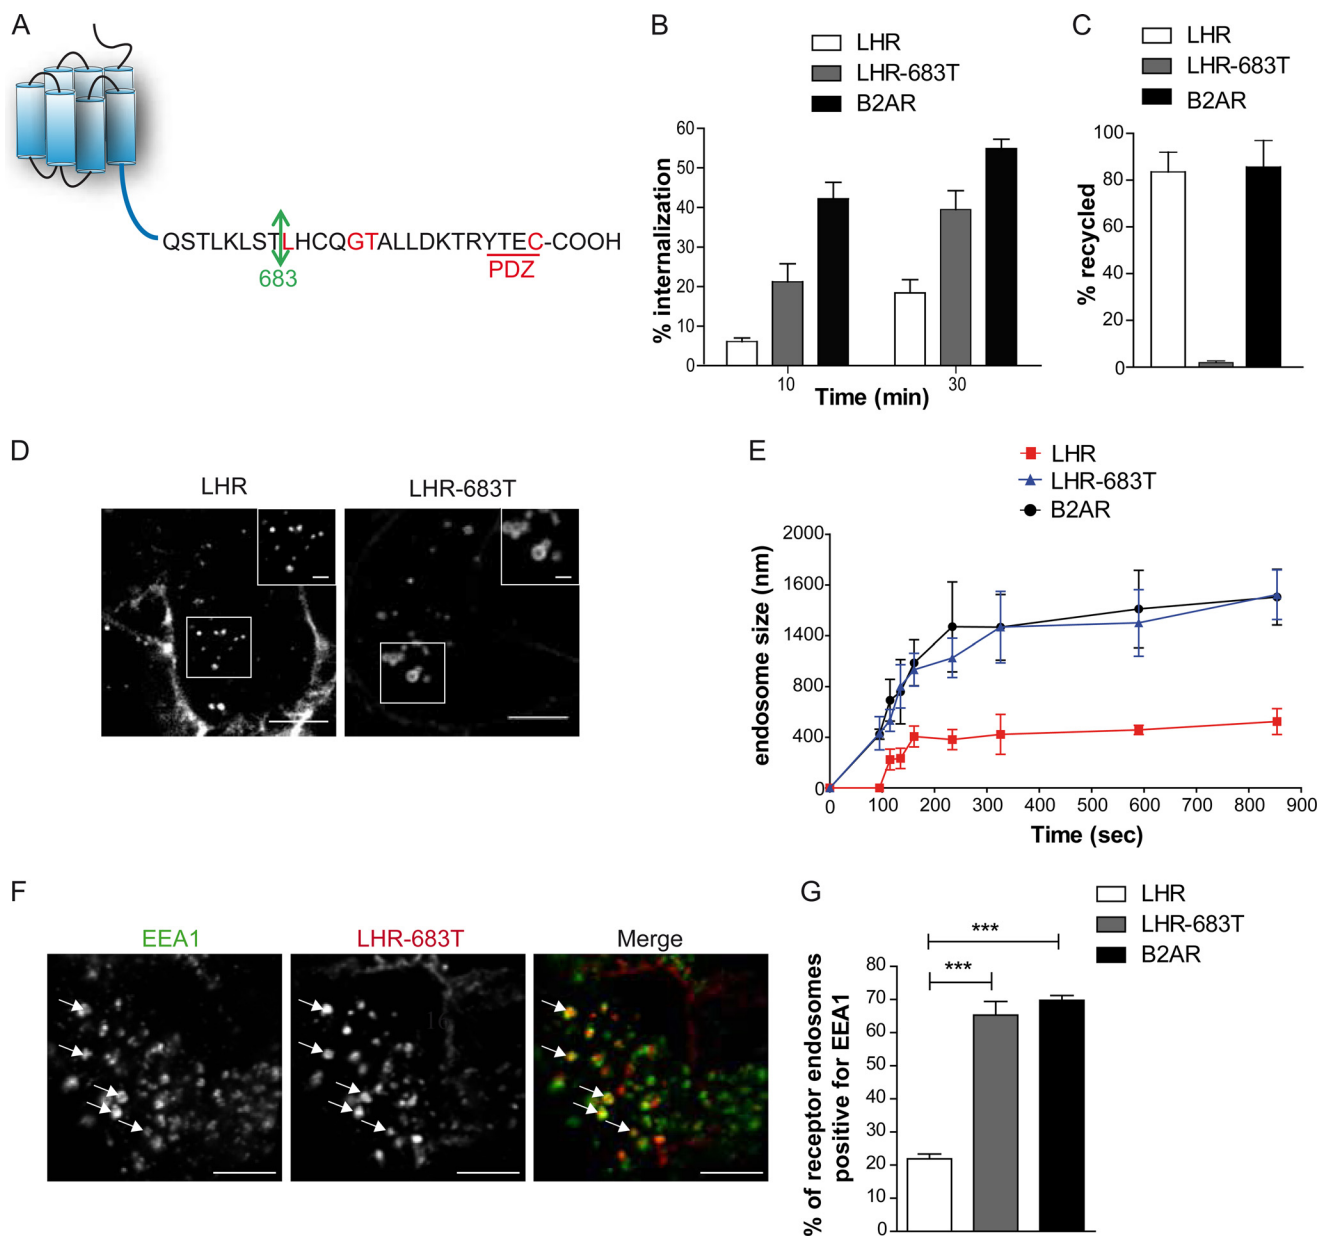 A
QSTLKLSTLHCQGTALLDKTRYTEC-COOH
683
PDZ
B
LHR
LHR-683T
B2AR
% internalization
60
50
40
30
20
10
0
10
30
Time (min)
C
LHR
LHR-683T
B2AR
% recycled
100
80
60
40
20
0
D
LHR
LHR-683T
E
LHR
LHR-683T
B2AR
endosome size (nm)
2000
1600
1400
800
400
0
0 100 200 300 400 500 600 700 800 900
Time (sec)
F
EEA1
LHR-683T
Merge
G
LHR
LHR-683T
B2AR
***
***
% of receptor endosomes
positive for EEA1
80
70
60
50
40
30
20
10
0